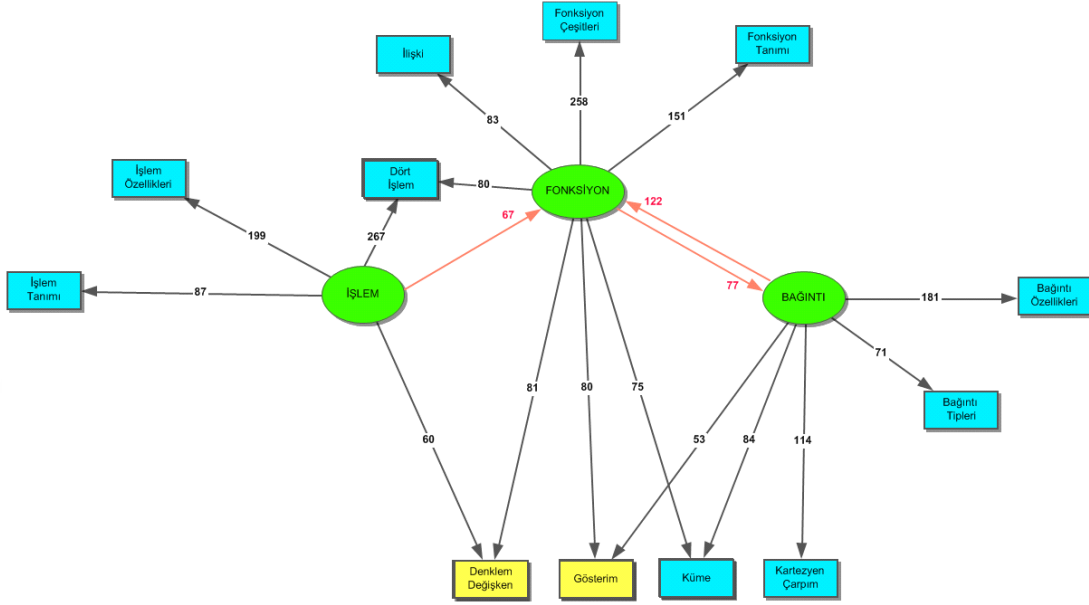 Fonksiyon
Çeşitleri
Fonksiyon
Tanımı
İlişki
258
151
83
İşlem
Özellikleri
Dört
İşlem
80
FONKSİYON
67
122
199
267
İşlem
Tanımı
87
İŞLEM
77
BAĞINTI
181
Bağıntı
Özellikleri
71
81
80
75
Bağıntı
Tipleri
60
53
84
114
Denklem
Değişken
Gösterim
Küme
Kartezyen
Çarpım